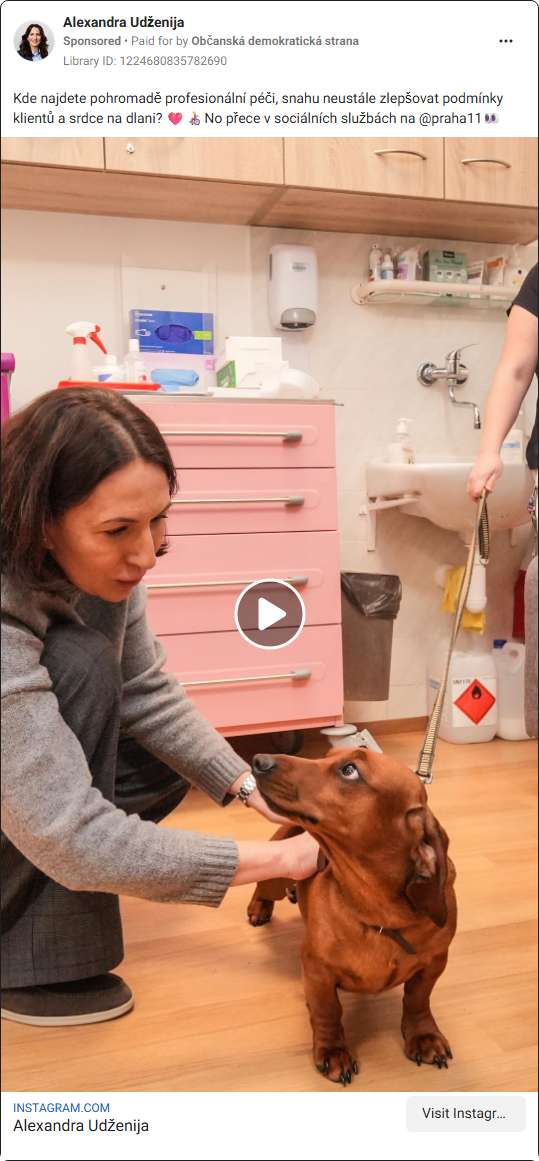 Alexandra Udženija
Sponsored • Paid for by Občanská demokratická strana
Library ID: 1224680835782690
Kde najdete pohromadě profesionální péči, snahu neustále zlepšovat podmínky
klientů a srdce na dlani? 💓 👩🏼‍🦽 No přece v sociálních službách na @praha11👀
INSTAGRAM.COM
Alexandra Udženija
Visit Instagr...